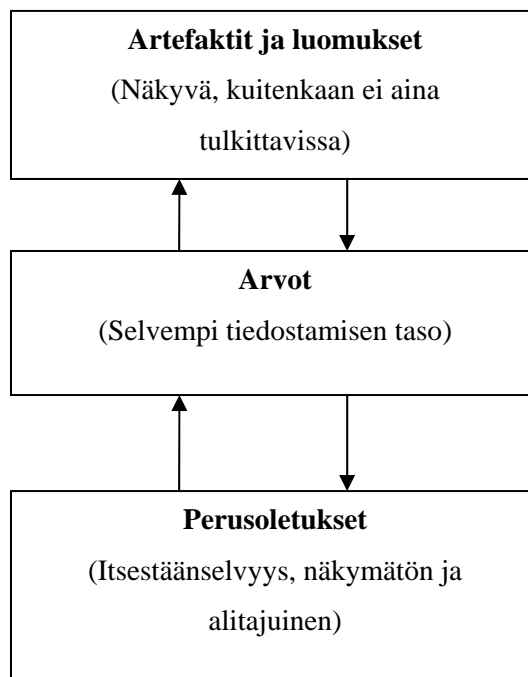 Artefaktit ja luomukset
(Näkyvä, kuitenkaan ei aina
tulkittavissa)
Arvot
(Selvempi tiedostamisen taso)
Perusoletukset
(Itsestäänselvyys, näkymätön ja
alitajuinen)